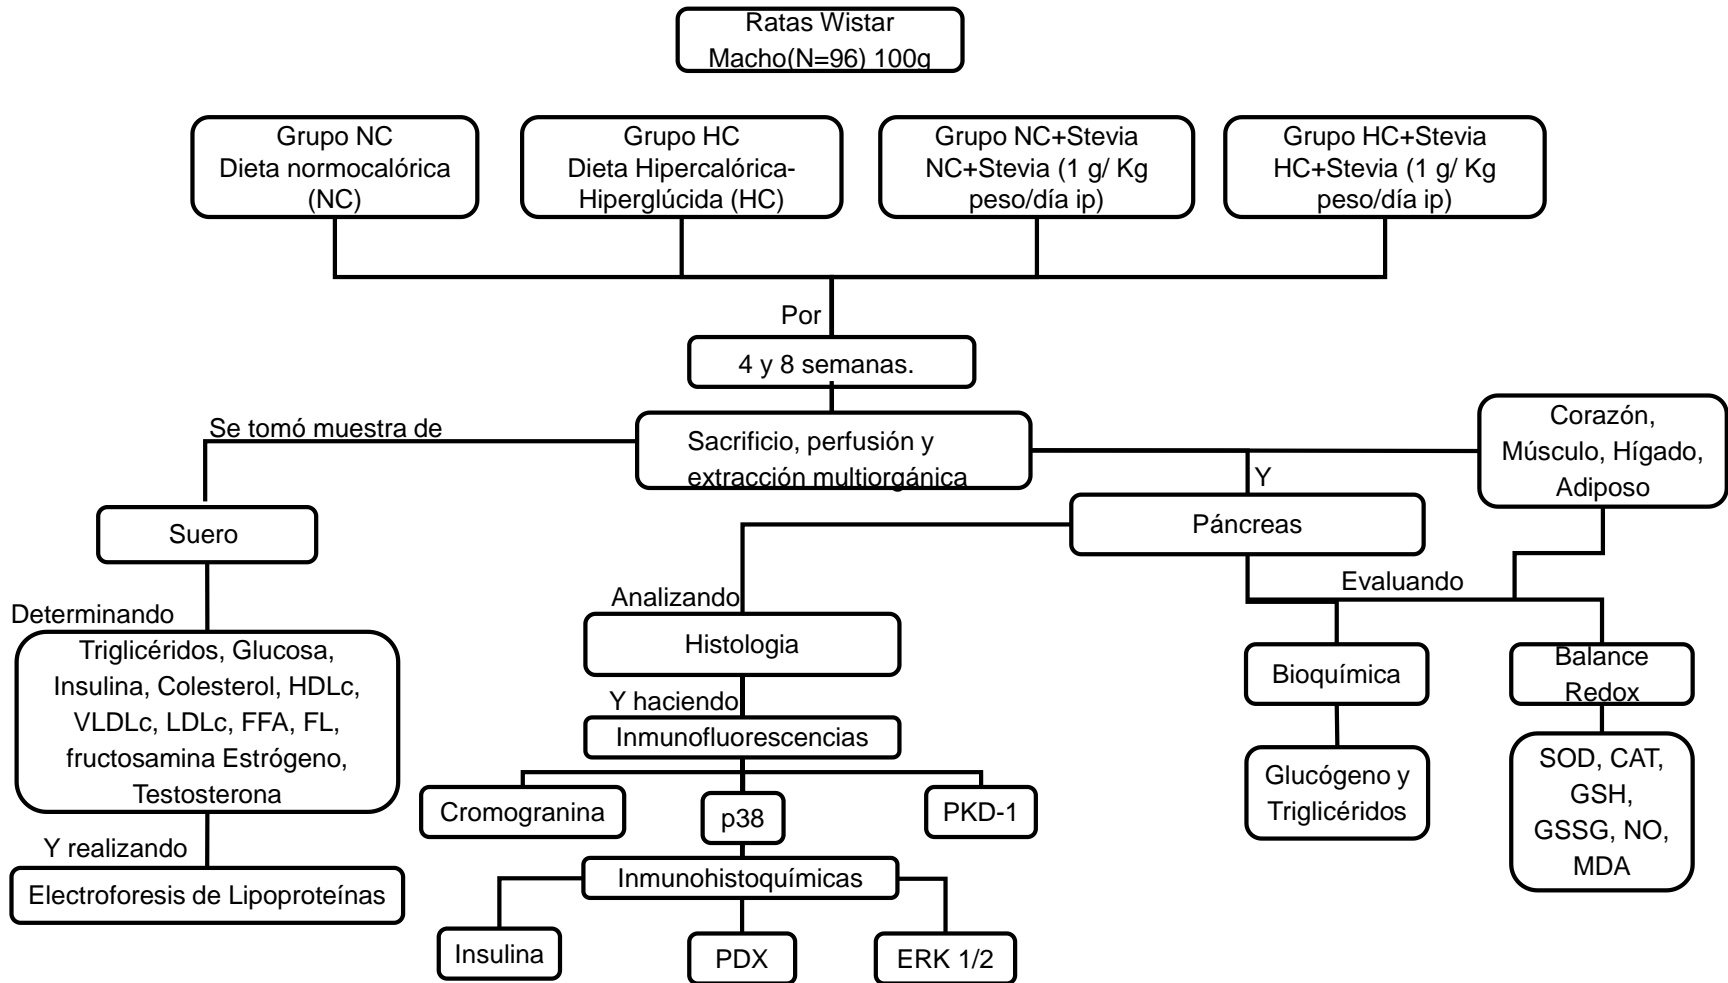 Ratas Wistar
Macho(N=96) 100g
Grupo NC
Dieta normocalórica
(NC)
Grupo HC
Dieta Hipercalórica-
Hiperglúcida (HC)
Grupo NC+Stevia
NC+Stevia (1 g/ Kg
peso/día ip)
Grupo HC+Stevia
HC+Stevia (1 g/ Kg
peso/día ip)
Por
4 y 8 semanas.
Se tomó muestra de
Sacrificio, perfusión y
extracción multiorgánica
Corazón,
Músculo, Hígado,
Adiposo
Y
Suero
Páncreas
Determinando
Triglicéridos, Glucosa,
Insulina, Colesterol, HDLc,
VLDLc, LDLc, FFA, FL,
fructosamina Estrógeno,
Testosterona
Y realizando
Electroforesis de Lipoproteínas
Analizando
Histologia
Y haciendo
Inmunofluorescencias
Cromogranina
p38
PKD-1
Inmunohistoquímicas
Insulina
PDX
ERK 1/2
Evaluando
Bioquímica
Glucógeno y
Triglicéridos
Balance
Redox
SOD, CAT,
GSH,
GSSG, NO,
MDA